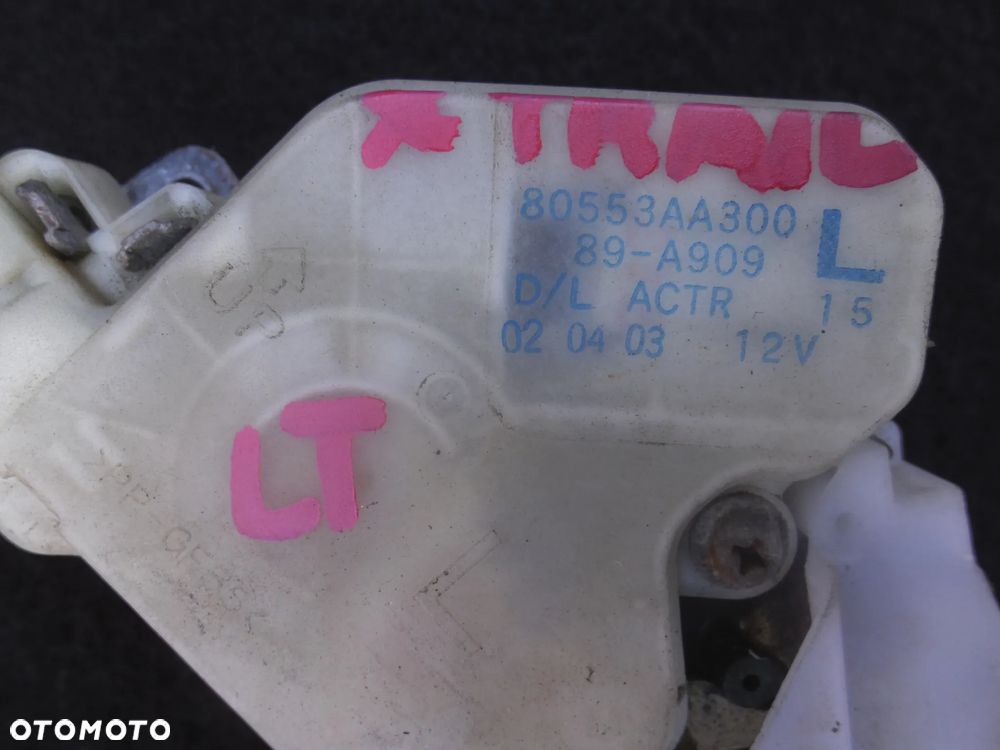 X TRAIL
80553AA300
89-A909 L
D/L ACTR 15
02 04 03 12V
UP
LT
OTOMOTO